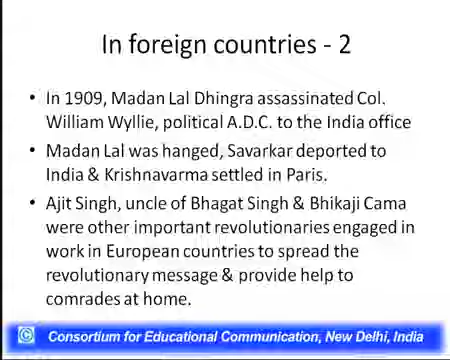 In foreign countries - 2
• In 1909, Madan Lal Dhingra assassinated Col.
William Wyllie, political A.D.C. to the India office
• Madan Lal was hanged, Savarkar deported to
India & Krishnavarma settled in Paris.
• Ajit Singh, uncle of Bhagat Singh & Bhikaji Cama
were other important revolutionaries engaged in
work in European countries to spread the
revolutionary message & provide help to
comrades at home.
© Consortium for Educational Communication, New Delhi, India